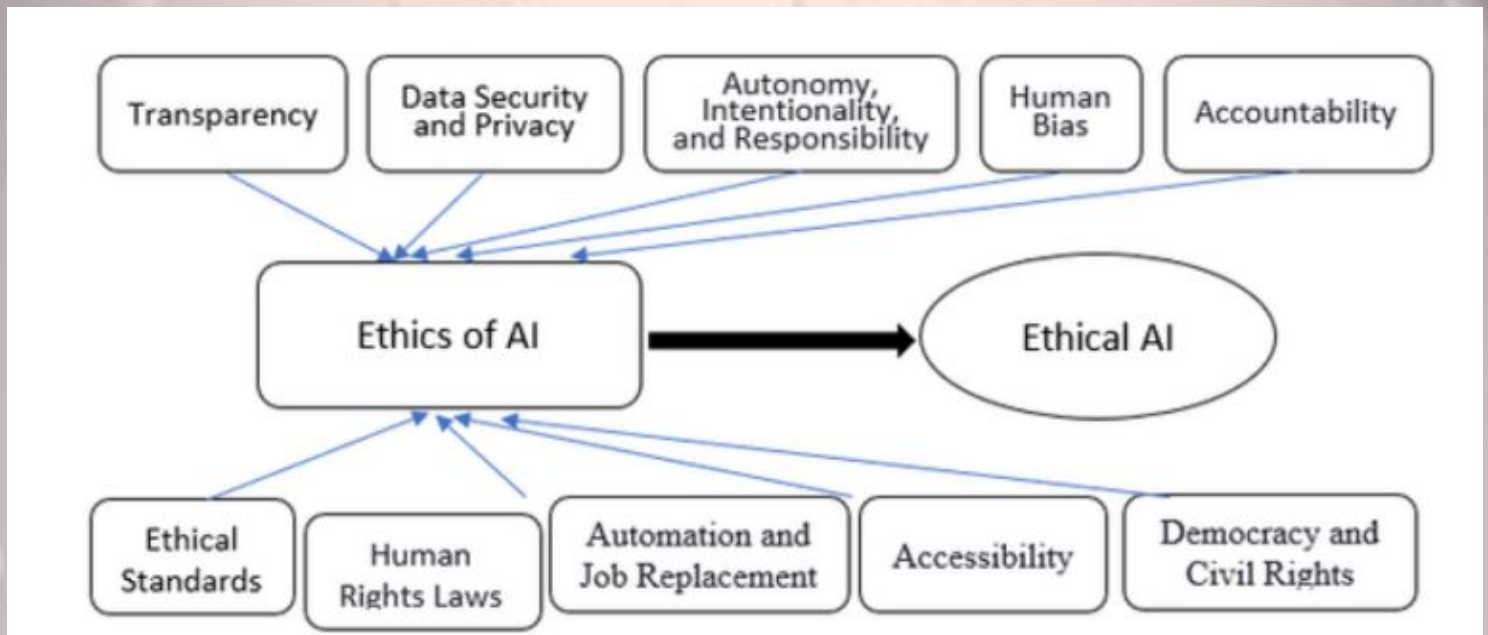 Transparency
Data Security
and Privacy
Autonomy,
Intentionality,
and Responsibility
Human
Bias
Accountability
Ethics of AI
Ethical AI
Ethical
Standards
Human
Rights Laws
Automation and
Job Replacement
Accessibility
Democracy and
Civil Rights